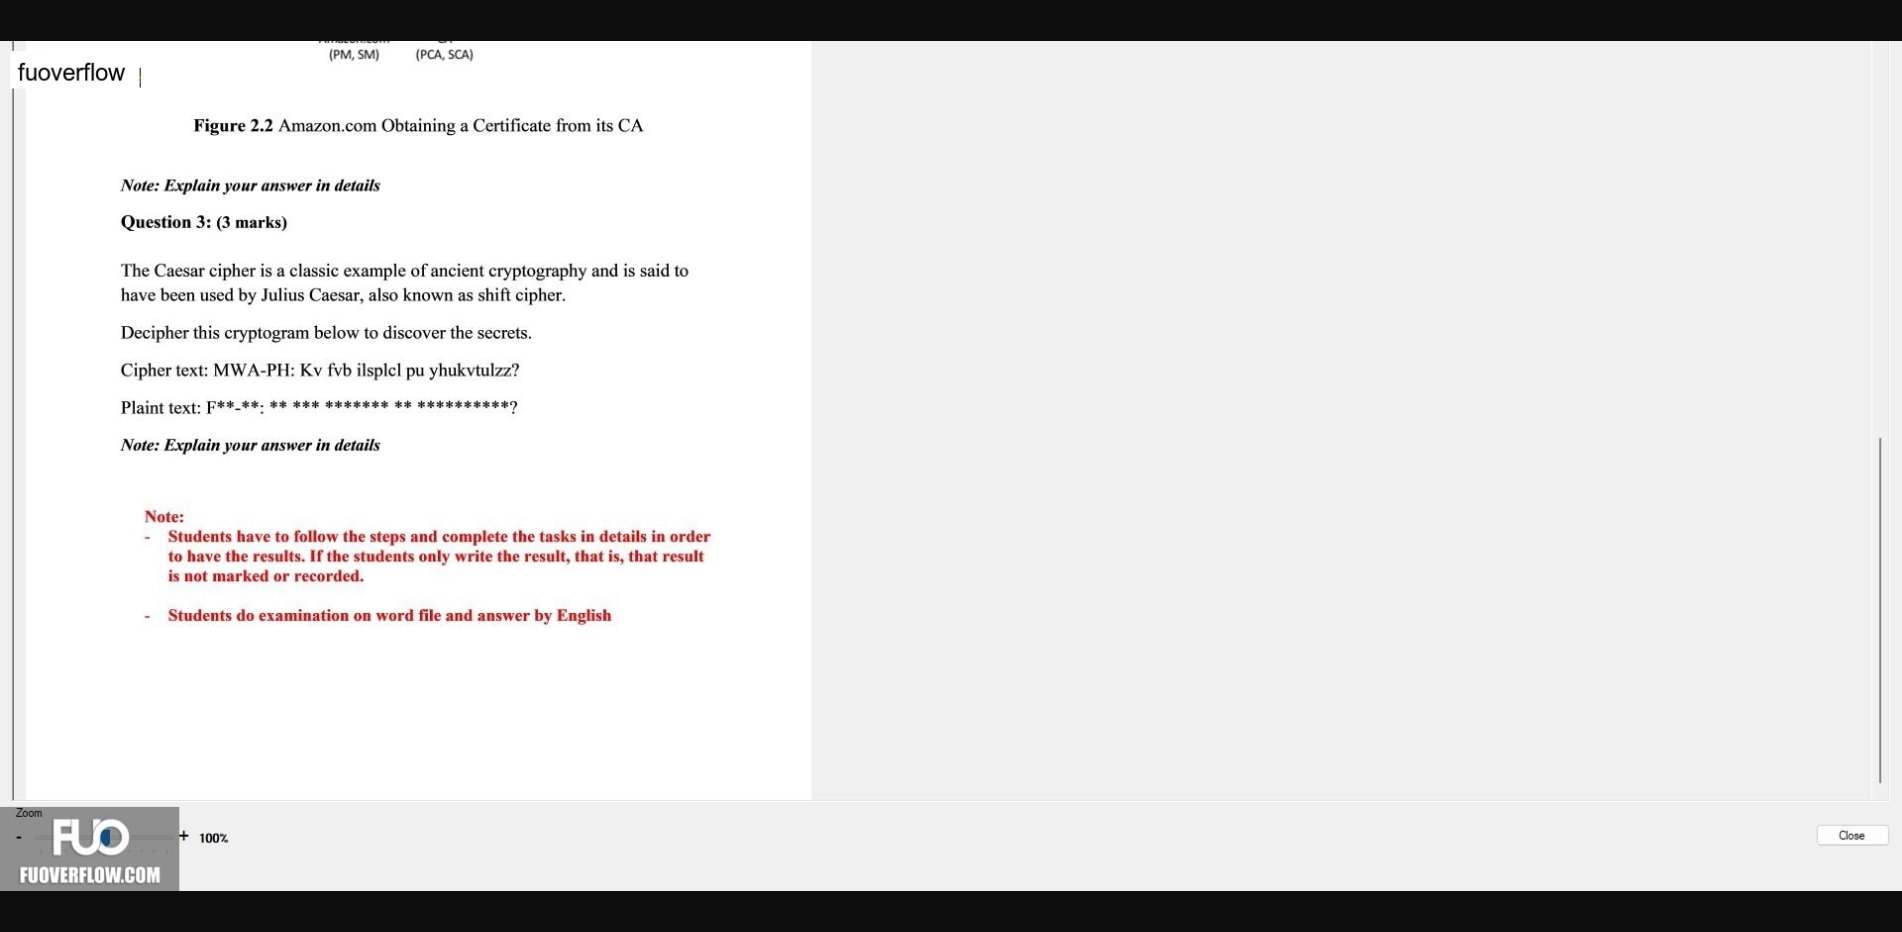 (PM, SM) (PCA, SCA)
fuoverflow
Figure 2.2 Amazon.com Obtaining a Certificate from its CA
Note: Explain your answer in details
Question 3: (3 marks)
The Caesar cipher is a classic example of ancient cryptography and is said to
have been used by Julius Caesar, also known as shift cipher.
Decipher this cryptogram below to discover the secrets.
Cipher text: MWA-PH: Kv fvb ilsplcl pu yhukvtulzz?
Plaint text: F**-**: ** *** ******* ** **********?
Note: Explain your answer in details
Note:
- Students have to follow the steps and complete the tasks in details in order
to have the results. If the students only write the result, that is, that result
is not marked or recorded.
- Students do examination on word file and answer by English
Zoom
- + 100%
Close
FUO
FUOVERFLOW.COM